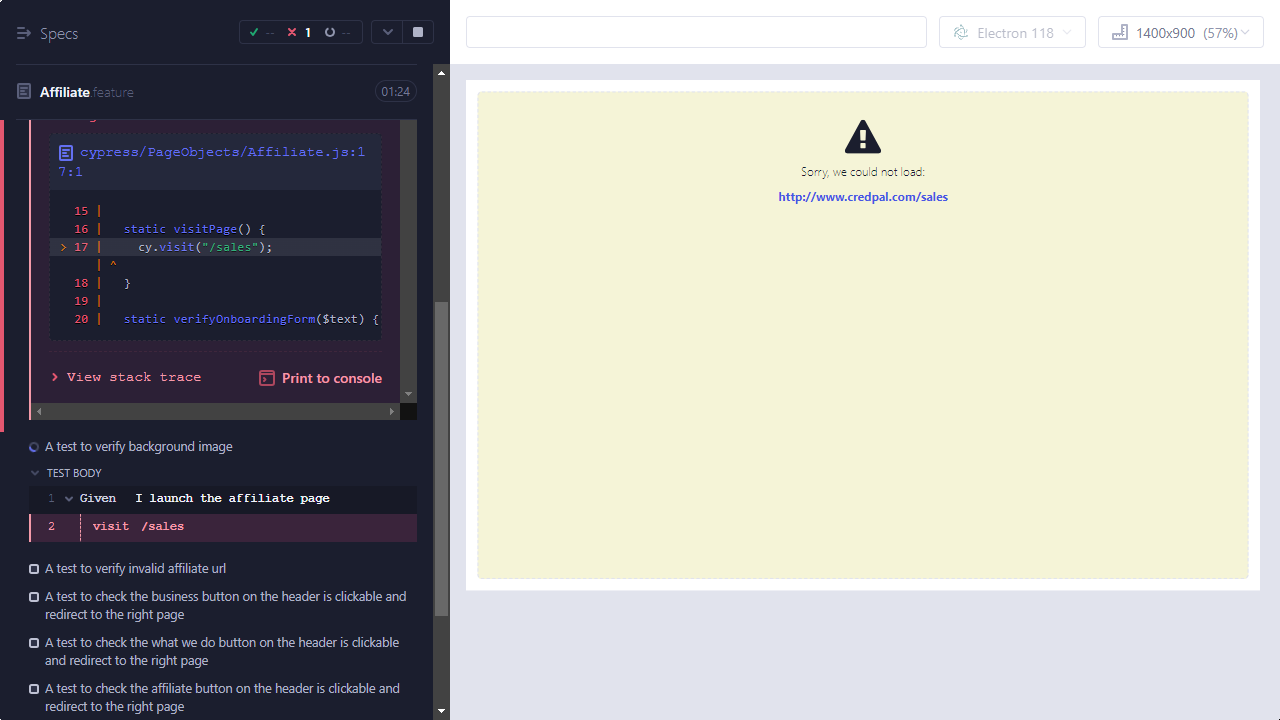 Specs
-- 1 --
Electron 118
1400x900 (57%)
Affiliate.feature
01:24
cypress/PageObjects/Affiliate.js:1
7:1
15 |
16 | static visitPage() {
> 17 | cy.visit("/sales");
| ^
18 | }
19 |
20 | static verifyOnboardingForm($text) {
> View stack trace
Print to console
A test to verify background image
TEST BODY
1 Given I launch the affiliate page
2 visit /sales
A test to verify invalid affiliate url
A test to check the business button on the header is clickable and
redirect to the right page
A test to check the what we do button on the header is clickable
and redirect to the right page
A test to check the affiliate button on the header is clickable and
redirect to the right page
Sorry, we could not load:
http://www.credpal.com/sales